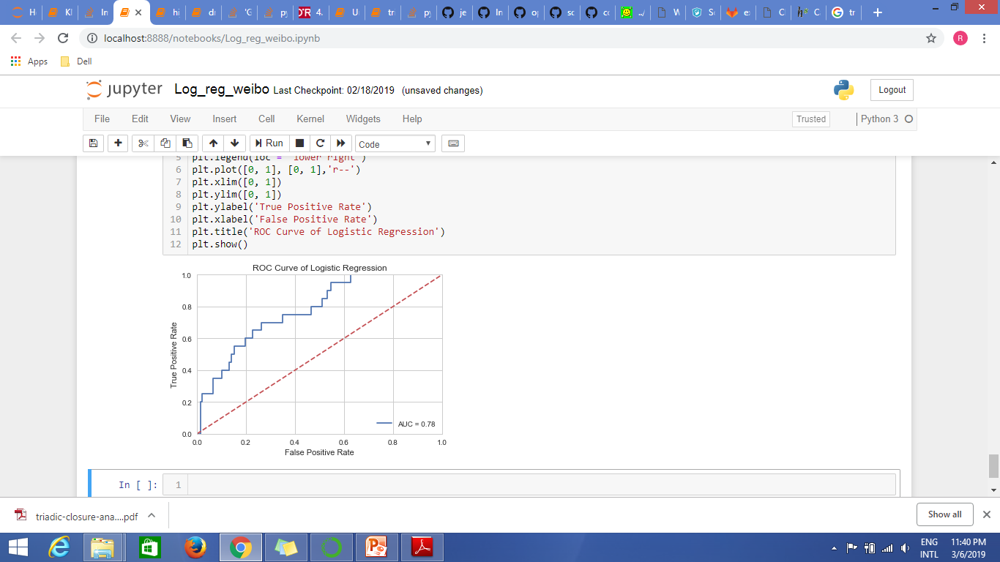 H
Kl
In
hi
di
'G
py
D'R 4.
U
tri
py
je
In
op
sc
cc
../
W
Sc
ex
Cl
h* C
tr
localhost:8888/notebooks/Log_reg_weibo.ipynb
R
Apps
Dell
jupyter Log_reg_weibo Last Checkpoint: 02/18/2019 (unsaved changes)
Logout
File Edit View Insert Cell Kernel Widgets Help
Trusted
Python 3
Run
Code
5 plt.legend(loc = 'lower right')
6 plt.plot([0, 1], [0, 1],'r--')
7 plt.xlim([0, 1])
8 plt.ylim([0, 1])
9 plt.ylabel('True Positive Rate')
10 plt.xlabel('False Positive Rate')
11 plt.title('ROC Curve of Logistic Regression')
12 plt.show()
ROC Curve of Logistic Regression
1.0
0.8
0.6
0.4
0.2
0.0
True Positive Rate
AUC = 0.78
0.0 0.2 0.4 0.6 0.8 1.0
False Positive Rate
In [ ]: 1
triadic-closure-ana....pdf
Show all
ENG 11:40 PM
INTL 3/6/2019